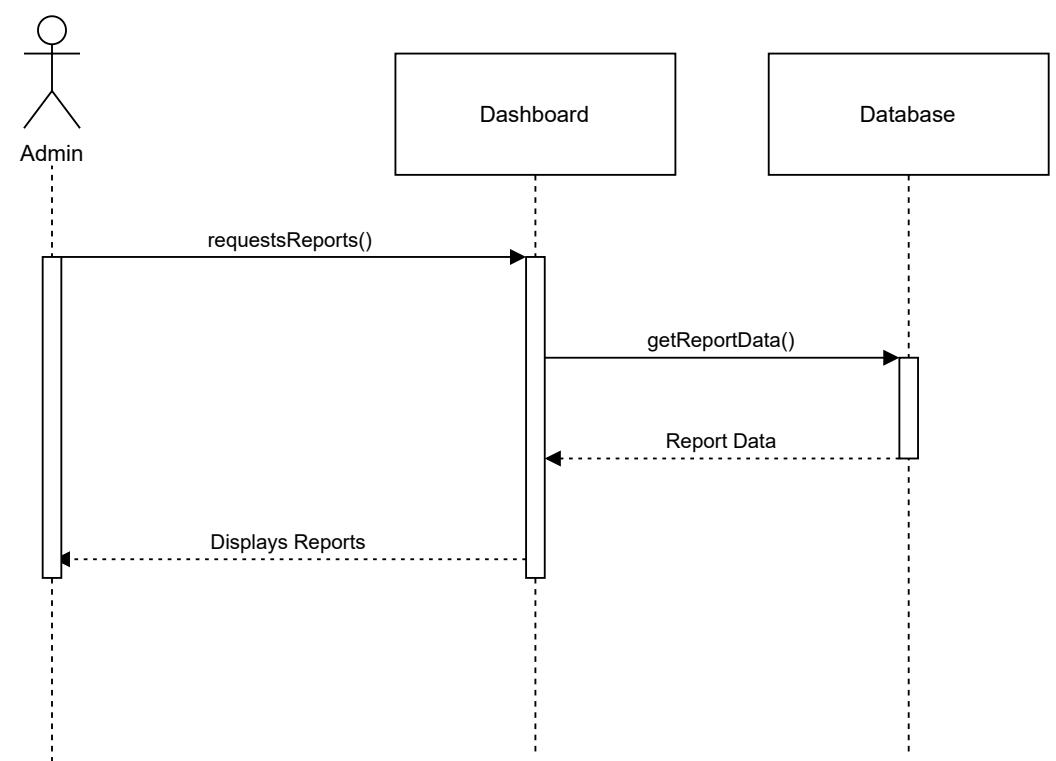 Admin
Dashboard
Database
requestsReports()
getReportData()
Report Data
Displays Reports